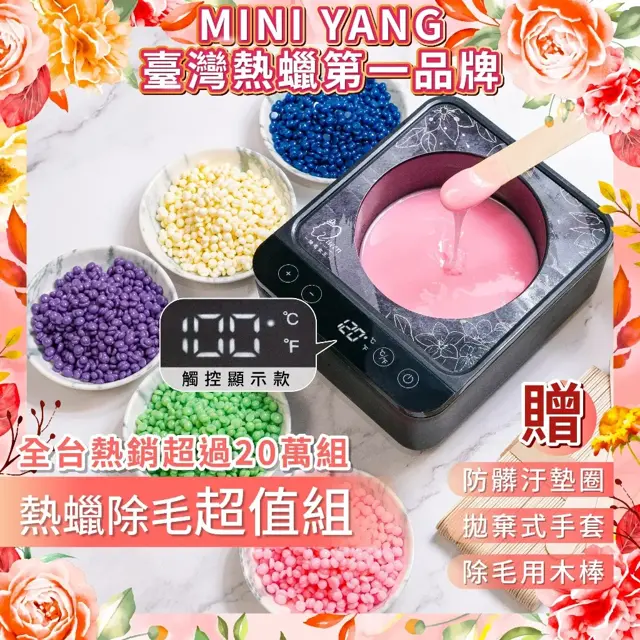 MINI YANG
臺灣熱蠟第一品牌
100
°C
°F
觸控顯示款
120
全台熱銷超過20萬組
熱蠟除毛超值組
贈
防髒汙墊圈
拋棄式手套
除毛用木棒